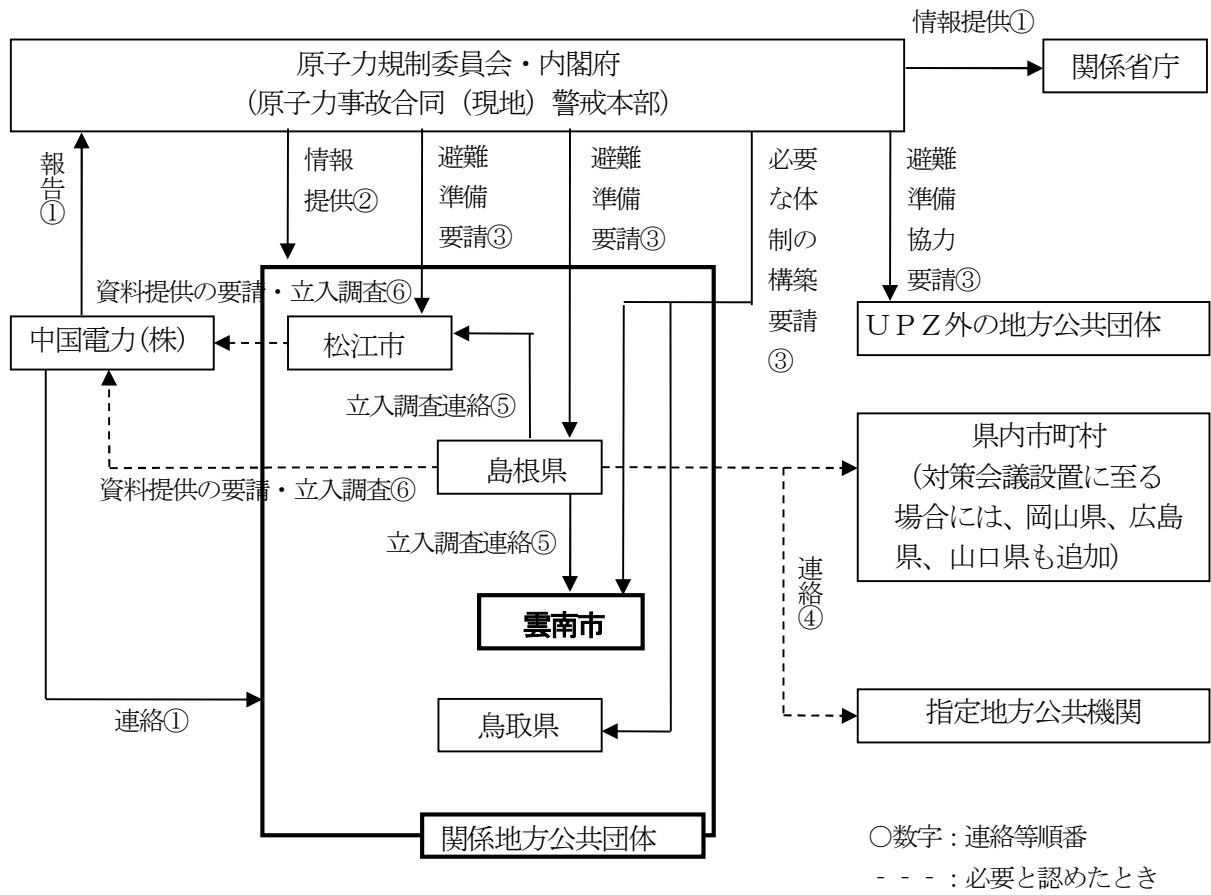 情報提供①
原子力規制委員会・内閣府
(原子力事故合同（現地）警戒本部)
関係省庁
報告①
情報
提供②
避難
準備
要請③
避難
準備
要請③
必要
な体
制の
構築
要請
③
避難
準備
協力
要請③
資料提供の要請・立入調査⑥
中国電力(株)
松江市
ＵＰＺ外の地方公共団体
立入調査連絡⑤
島根県
資料提供の要請・立入調査⑥
県内市町村
（対策会議設置に至る
場合には、岡山県、広島
県、山口県も追加）
立入調査連絡⑤
連絡④
雲南市
連絡①
鳥取県
指定地方公共機関
関係地方公共団体
○数字：連絡等順番
- - -：必要と認めたとき